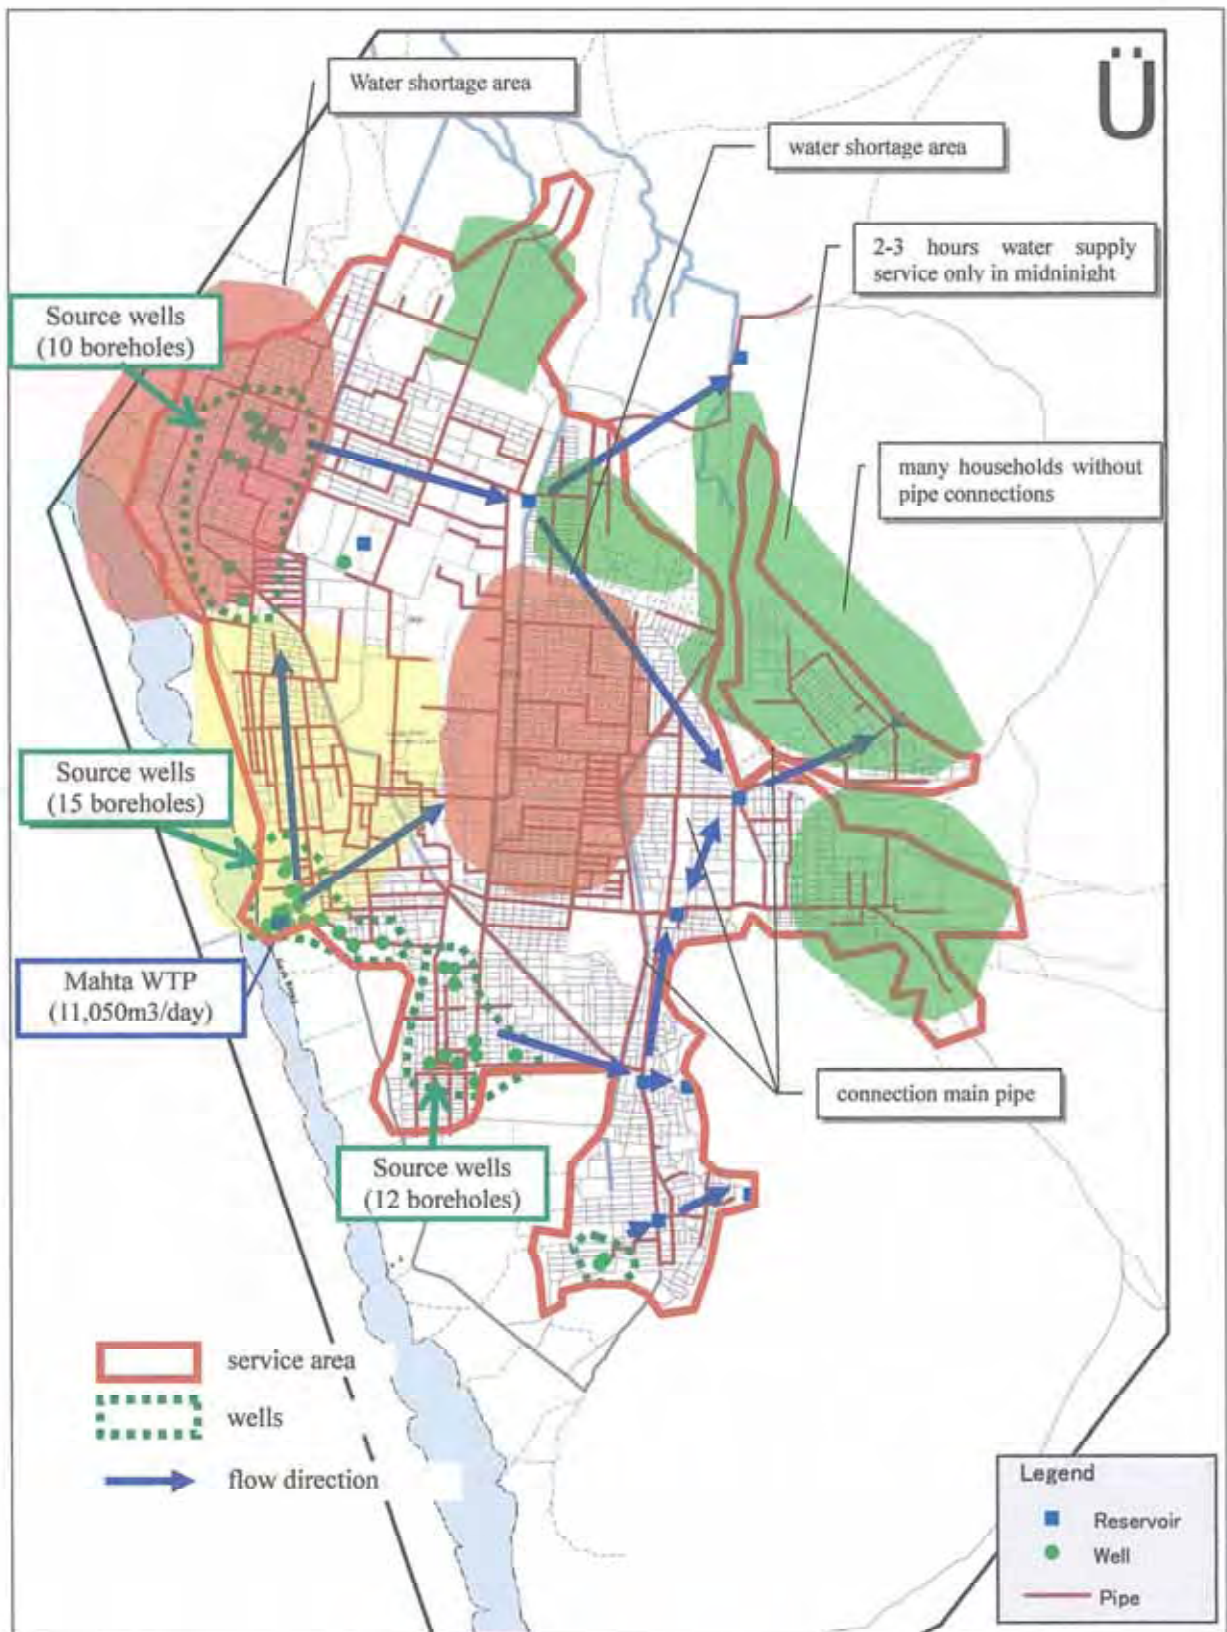 Water shortage area
Ü
water shortage area
2-3 hours water supply
service only in midninight
Source wells
(10 boreholes)
many households without
pipe connections
Source wells
(15 boreholes)
Mahta WTP
(11,050m3/day)
connection main pipe
Source wells
(12 boreholes)
service area
wells
flow direction
Legend
Reservoir
Well
Pipe